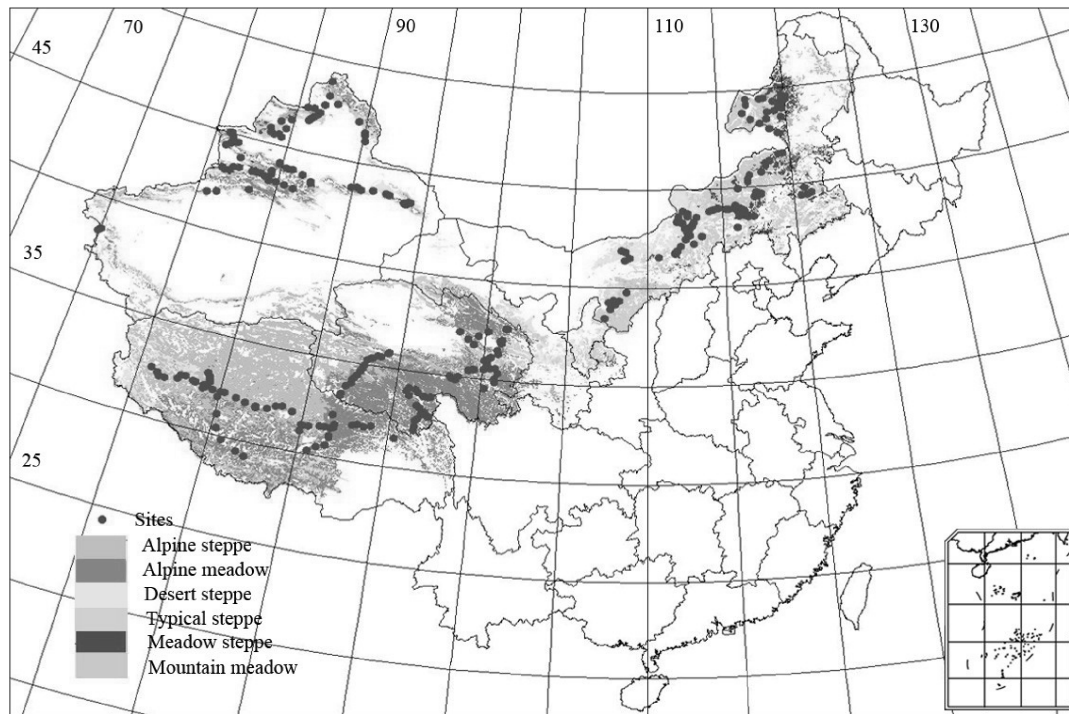 70
90
110
130
45
35
25
Sites
Alpine steppe
Alpine meadow
Desert steppe
Typical steppe
Meadow steppe
Mountain meadow